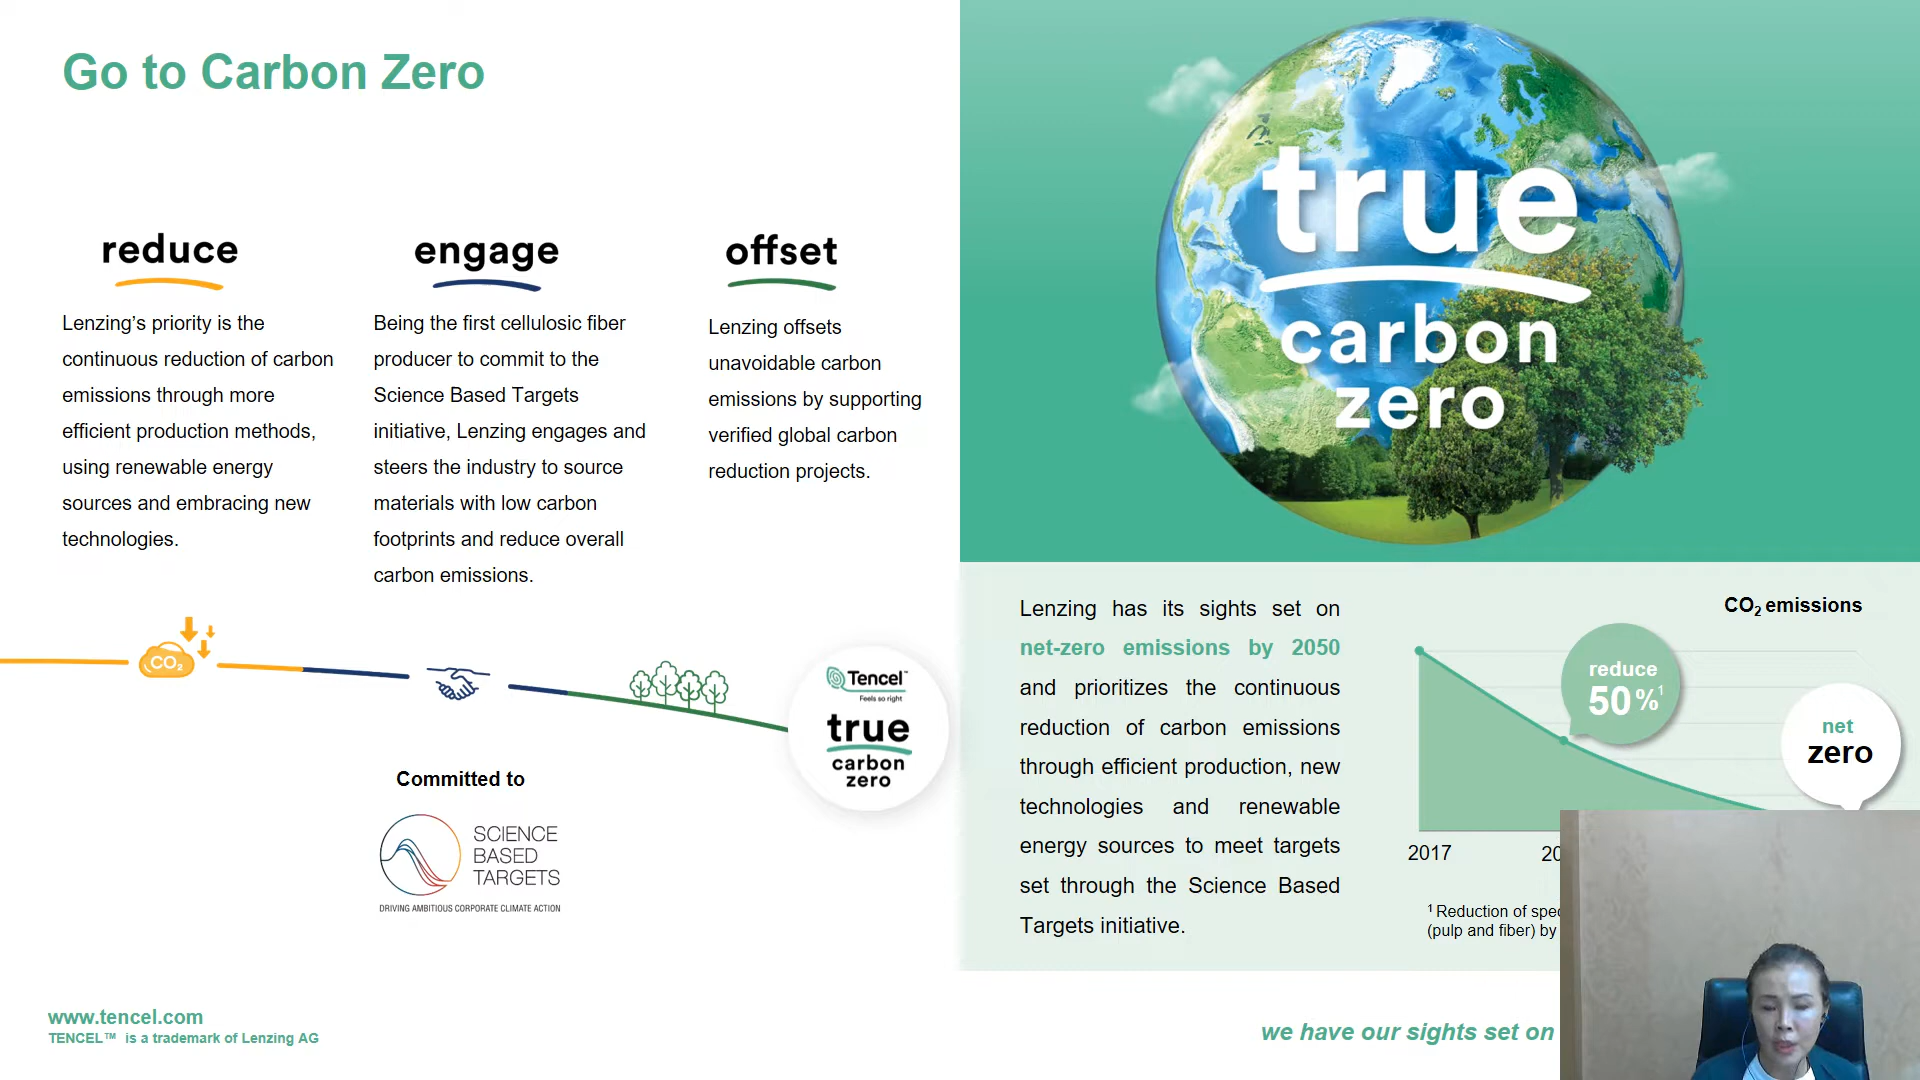 Go to Carbon Zero
reduce
Lenzing’s priority is the
continuous reduction of carbon
emissions through more
efficient production methods,
using renewable energy
sources and embracing new
technologies.
engage
Being the first cellulosic fiber
producer to commit to the
Science Based Targets
initiative, Lenzing engages and
steers the industry to source
materials with low carbon
footprints and reduce overall
carbon emissions.
offset
Lenzing offsets
unavoidable carbon
emissions by supporting
verified global carbon
reduction projects.
CO₂
Tencel™
Feels so right
true
carbon
zero
Committed to
SCIENCE
BASED
TARGETS
DRIVING AMBITIOUS CORPORATE CLIMATE ACTION
www.tencel.com
TENCEL™ is a trademark of Lenzing AG
true
carbon
zero
Lenzing has its sights set on
net-zero emissions by 2050
and prioritizes the continuous
reduction of carbon emissions
through efficient production, new
technologies and renewable
energy sources to meet targets
set through the Science Based
Targets initiative.
CO₂ emissions
reduce
50%¹
net
zero
2017
¹ Reduction of
(pulp and fiber) by
we have our sights set on